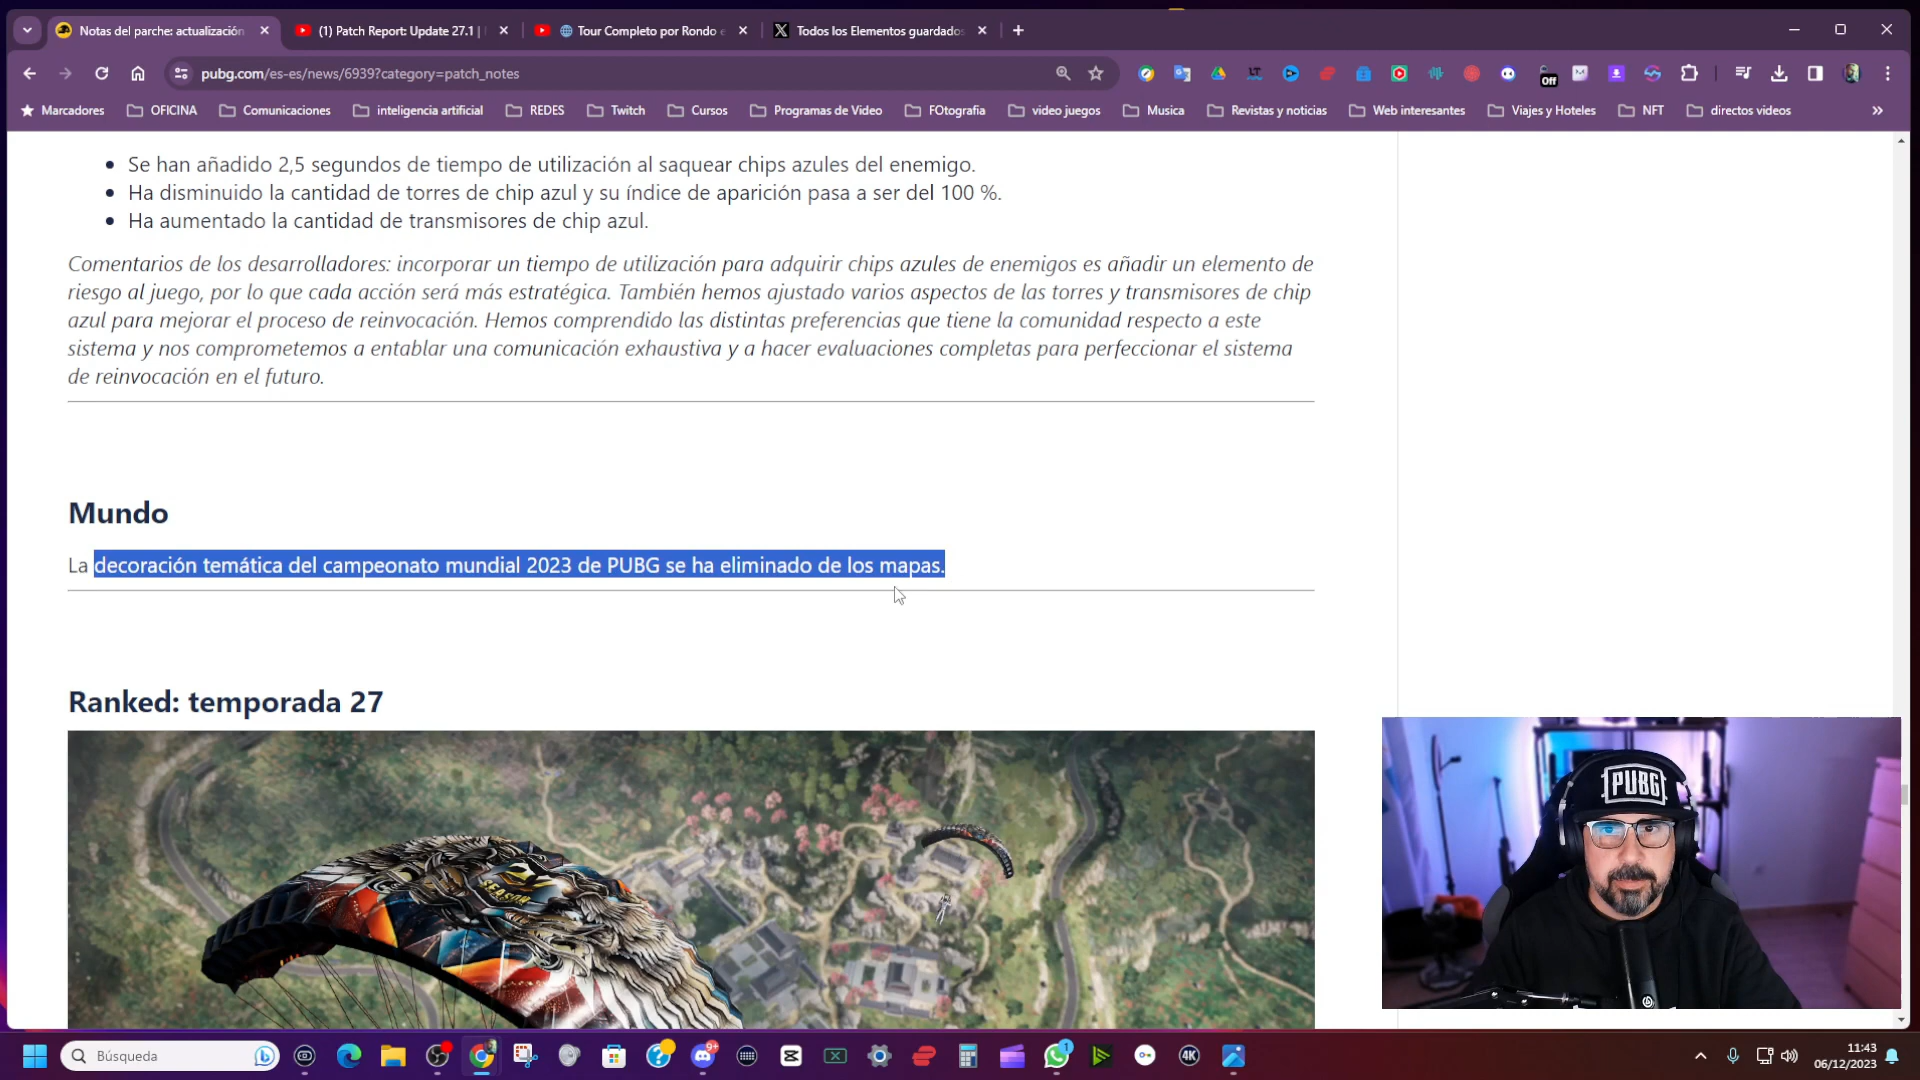 Notas del parche: actualización
(1) Patch Report: Update 27.1 |
Tour Completo por Rondo
Todos los Elementos guardados
pubg.com/es-es/news/6939?category=patch_notes
Off
Marcadores
OFICINA
Comunicaciones
inteligencia artificial
REDES
Twitch
Cursos
Programas de Video
FOtografia
video juegos
Musica
Revistas y noticias
Web interesantes
Viajes y Hoteles
NFT
directos videos
Se han añadido 2,5 segundos de tiempo de utilización al saquear chips azules del enemigo.
Ha disminuido la cantidad de torres de chip azul y su índice de aparición pasa a ser del 100 %.
Ha aumentado la cantidad de transmisores de chip azul.
Comentarios de los desarrolladores: incorporar un tiempo de utilización para adquirir chips azules de enemigos es añadir un elemento de
riesgo al juego, por lo que cada acción será más estratégica. También hemos ajustado varios aspectos de las torres y transmisores de chip
azul para mejorar el proceso de reinvocación. Hemos comprendido las distintas preferencias que tiene la comunidad respecto a este
sistema y nos comprometemos a entablar una comunicación exhaustiva y a hacer evaluaciones completas para perfeccionar el sistema
de reinvocación en el futuro.
Mundo
La decoración temática del campeonato mundial 2023 de PUBG se ha eliminado de los mapas.
Ranked: temporada 27
SEASON
PUBG
Búsqueda
9+
4K
1
11:43
06/12/2023